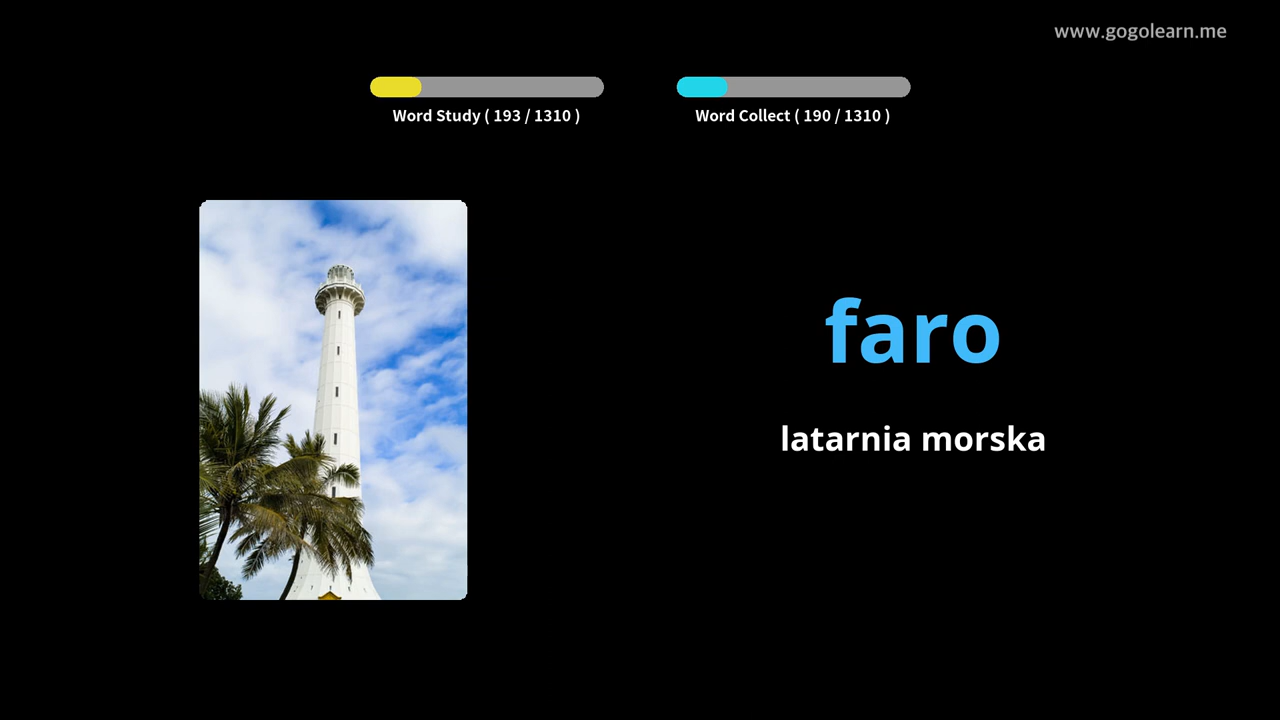 www.gogolearn.me
Word Study ( 193 / 1310 )
Word Collect ( 190 / 1310 )
faro
latarnia morska